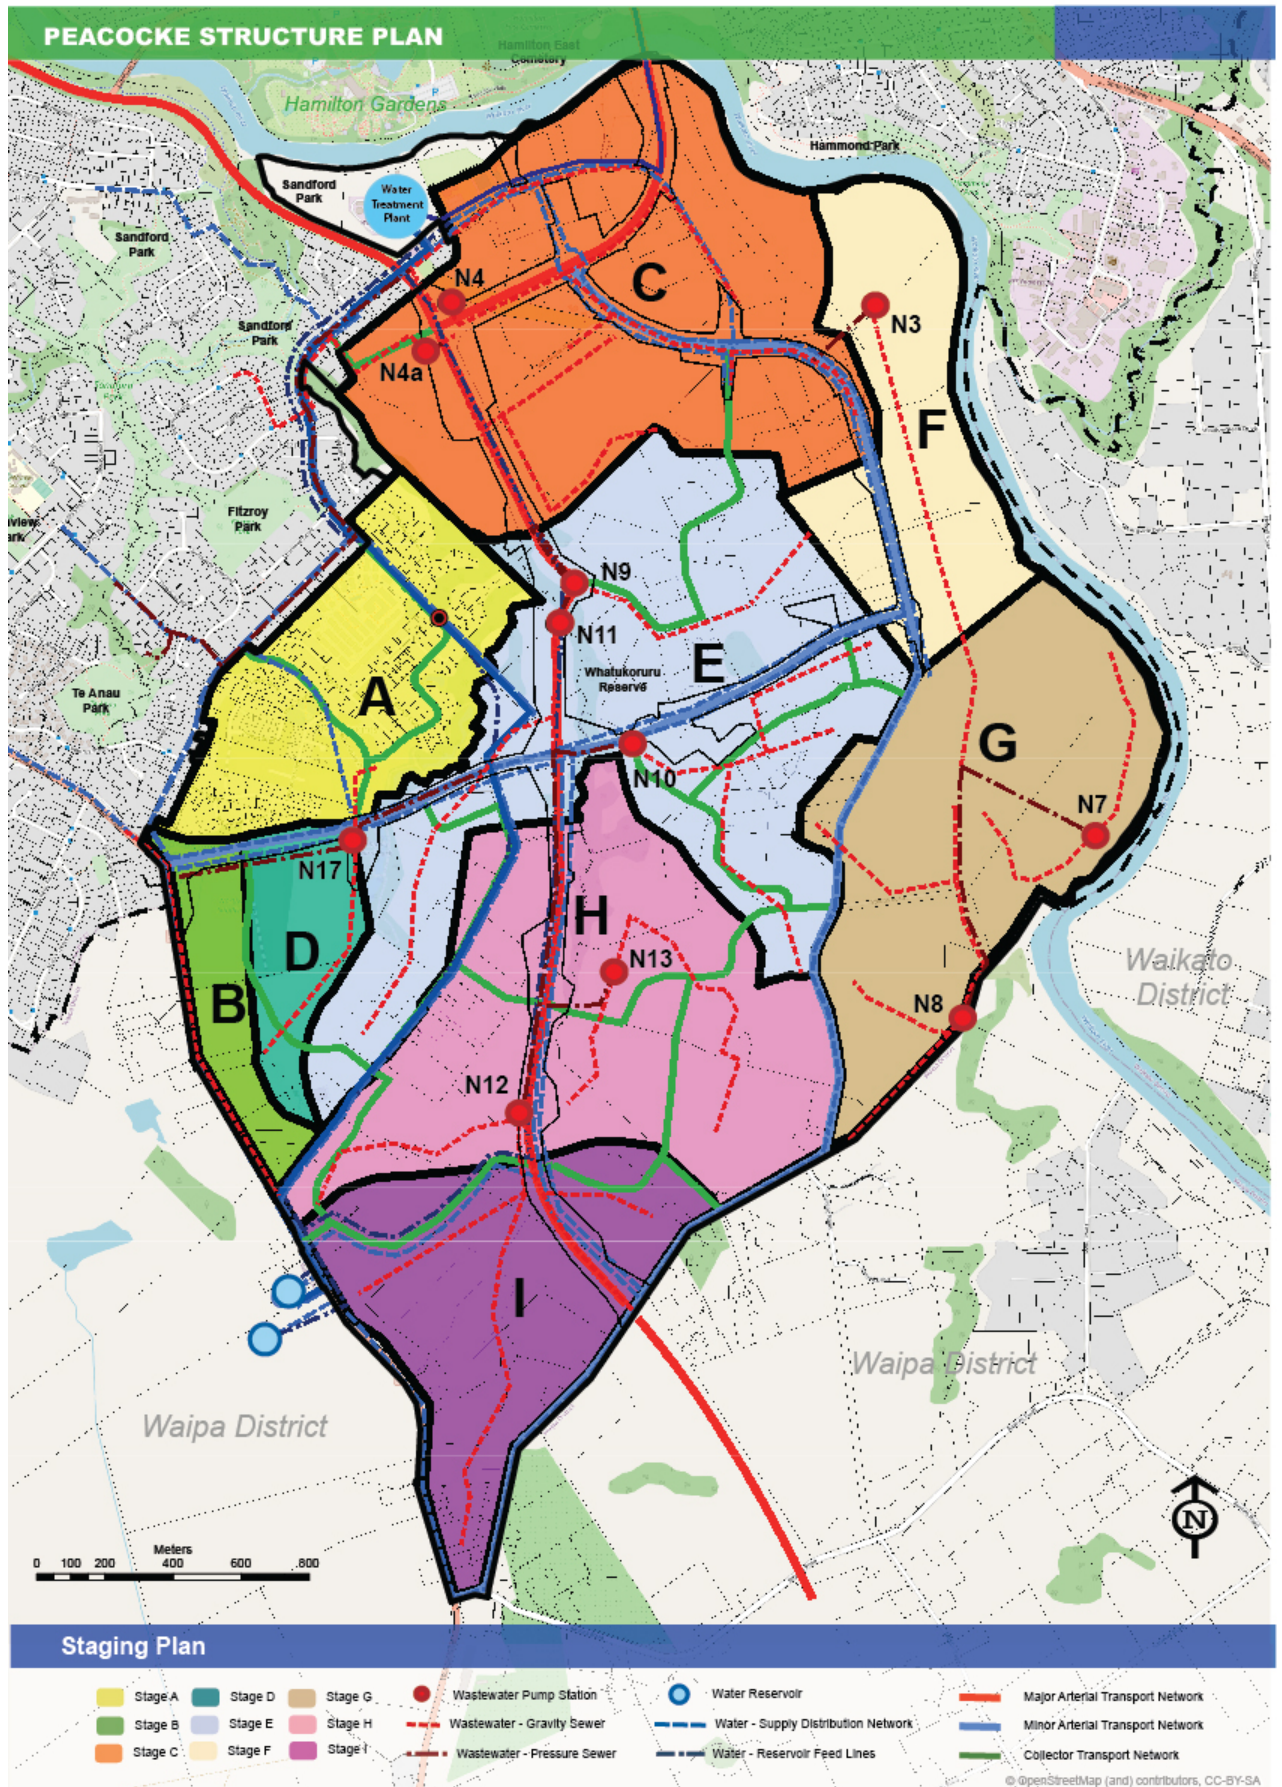 PEACOCKE STRUCTURE PLAN
Hamilton East
Cemetery
Hamilton Gardens
Hammond Park
Sandford
Park
Water
Treatment
Plant
Sandford
Park
C
N4
N3
Sandford
Park
N4a
F
Fitzroy
Park
N9
N11
E
Whatukoruru
Reserve
Te Anau
Park
A
G
N10
N7
N17
H
D
N13
Waikato
District
B
N8
N12
I
Waipa District
Waipa District
N
Meters
0 100 200 400 600 800
Staging Plan
Stage A
Stage D
Stage G
Wastewater Pump Station
Water Reservoir
Major Arterial Transport Network
Stage B
Stage E
Stage H
Wastewater - Gravity Sewer
Water - Supply Distribution Network
Minor Arterial Transport Network
Stage C
Stage F
Stage I
Wastewater - Pressure Sewer
Water - Reservoir Feed Lines
Collector Transport Network
© OpenStreetMap (and) contributors, CC-BY-SA